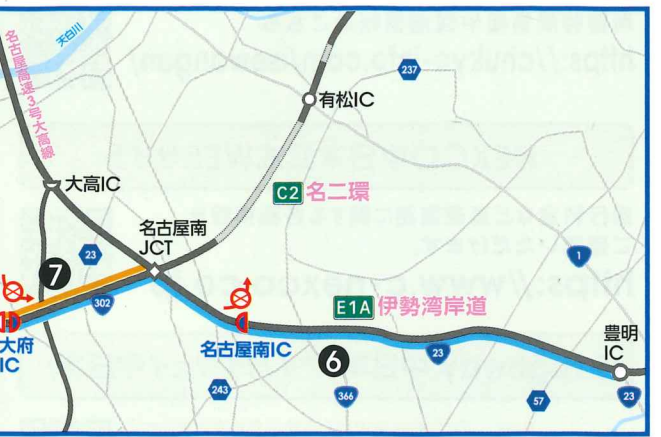 天白川
名古屋高速3号大高線
237
有松IC
C2 名二環
大高IC
名古屋南
JCT
23
1
7
302
E1A 伊勢湾岸道
大府
IC
名古屋南IC
6
23
豊明
IC
243
366
57
23